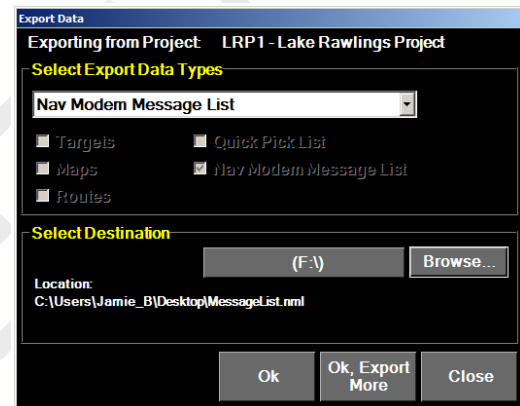 Export Data
Exporting from Project: LRP1 - Lake Rawlings Project
Select Export Data Types
Nav Modem Message List
Targets
Quick Pick List
Maps
Nav Modem Message List
Routes
Select Destination
(F:\)
Browse...
Location:
C:\Users\Jamie_B\Desktop\MessageList.nml
Ok
Ok, Export
More
Close